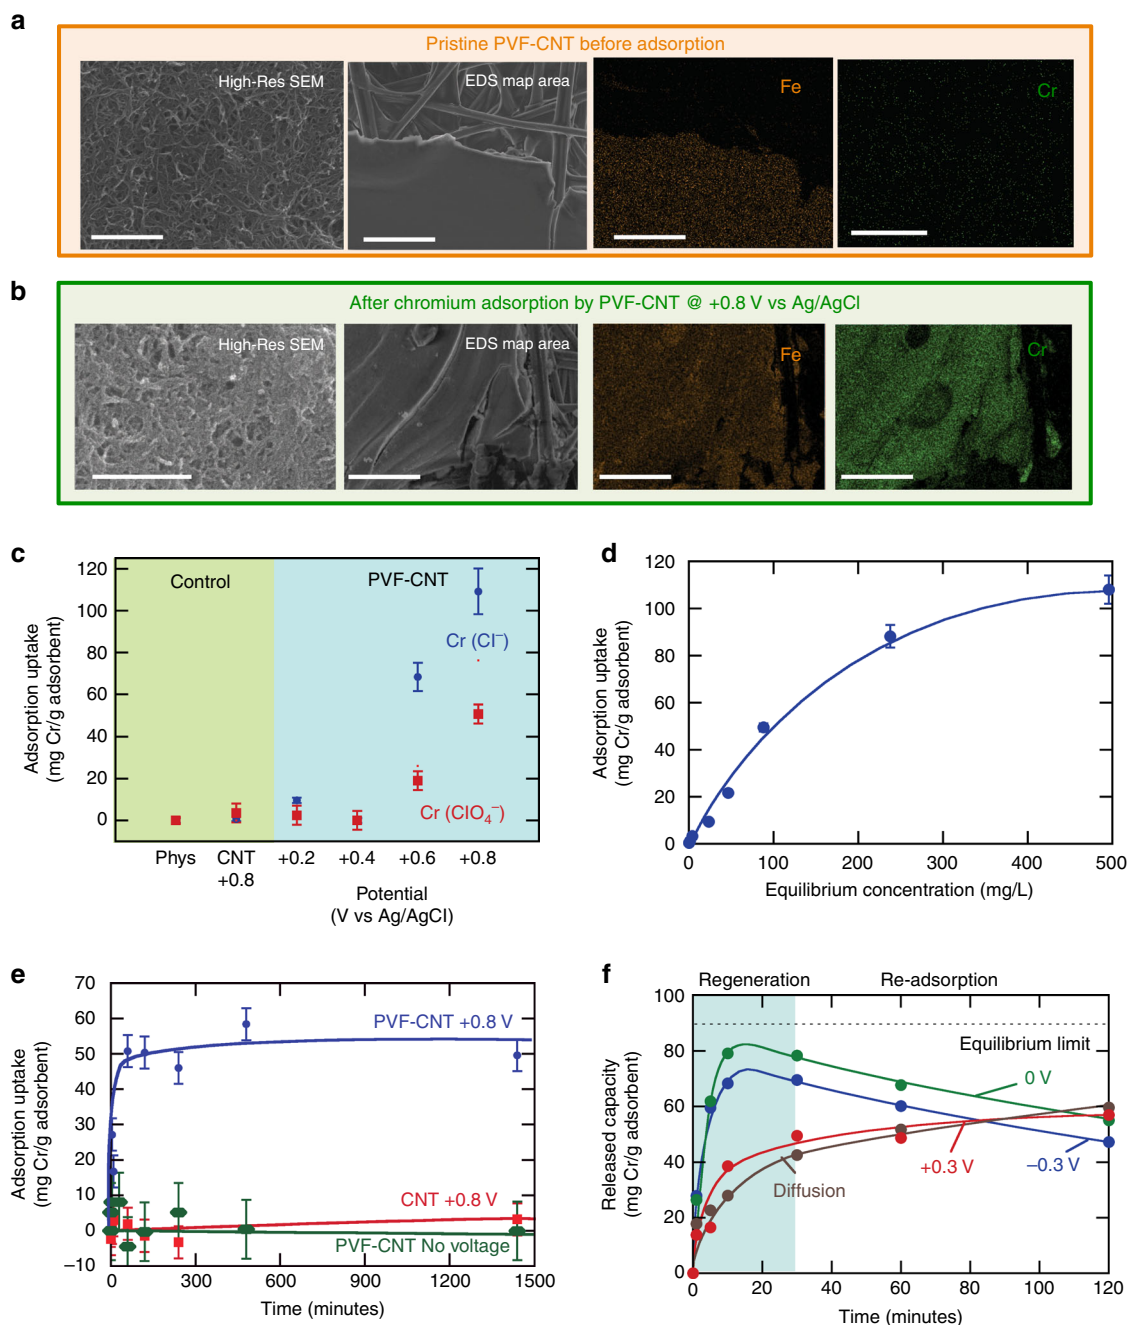 a
Pristine PVF-CNT before adsorption
High-Res SEM
EDS map area
Fe
Cr
b
After chromium adsorption by PVF-CNT @ +0.8 V vs Ag/AgCl
High-Res SEM
EDS map area
Fe
Cr
c
Control
PVF-CNT
Cr (Cl⁻)
Cr (ClO₄⁻)
Adsorption uptake
(mg Cr/g adsorbent)
120
100
80
60
40
20
0
Phys
CNT
+0.8
+0.2
+0.4
+0.6
+0.8
Potential
(V vs Ag/AgCl)
d
Adsorption uptake
(mg Cr/g adsorbent)
120
100
80
60
40
20
0
0
100
200
300
400
500
Equilibrium concentration (mg/L)
e
Adsorption uptake
(mg Cr/g adsorbent)
70
60
50
40
30
20
10
0
−10
PVF-CNT +0.8 V
CNT +0.8 V
PVF-CNT No voltage
0
300
600
900
1200
1500
Time (minutes)
f
Regeneration
Re-adsorption
Released capacity
(mg Cr/g adsorbent)
100
80
60
40
20
0
Equilibrium limit
0 V
+0.3 V
−0.3 V
Diffusion
0
20
40
60
80
100
120
Time (minutes)